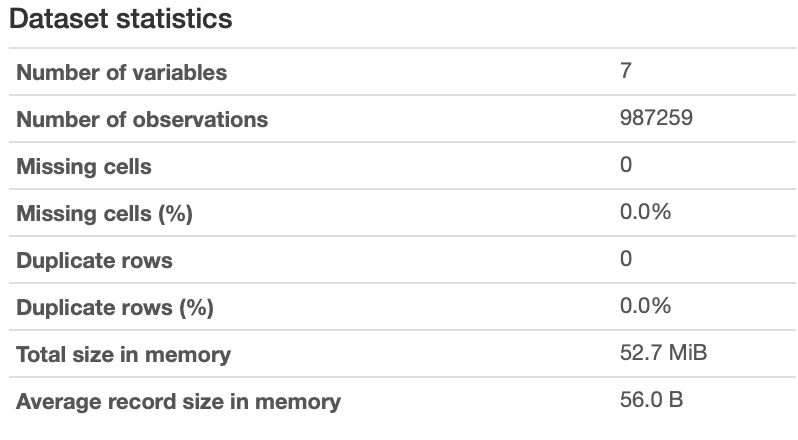 Dataset statistics
Number of variables 7
Number of observations 987259
Missing cells 0
Missing cells (%) 0.0%
Duplicate rows 0
Duplicate rows (%) 0.0%
Total size in memory 52.7 MiB
Average record size in memory 56.0 B